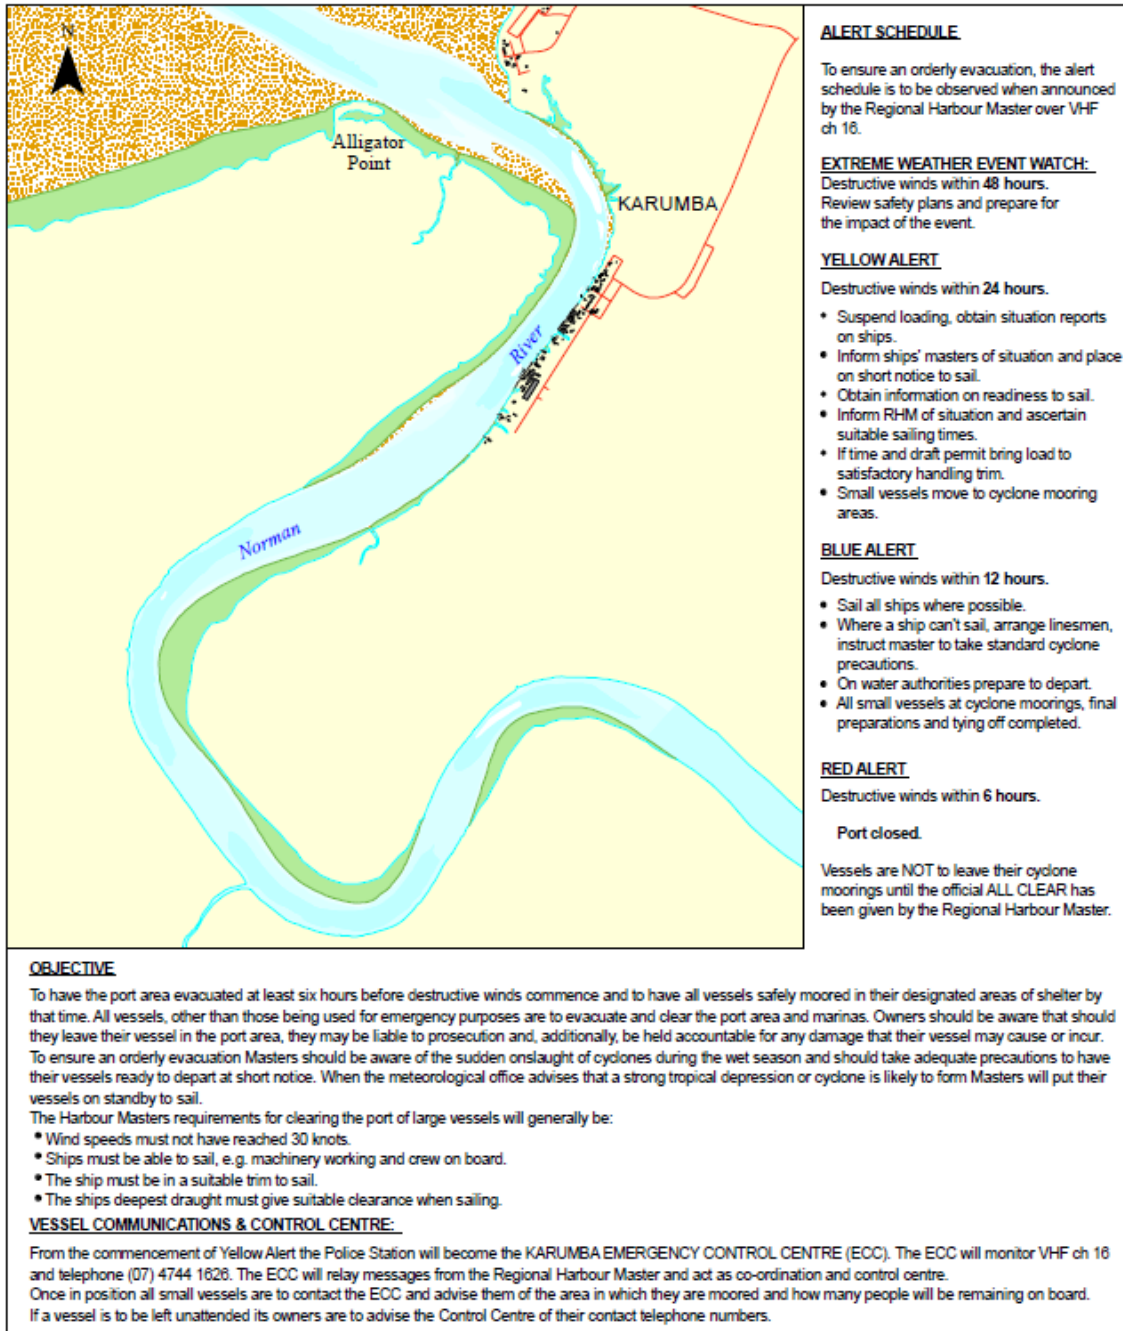 N
Alligator
Point
KARUMBA
River
Norman
ALERT SCHEDULE
To ensure an orderly evacuation, the alert
schedule is to be observed when announced
by the Regional Harbour Master over VHF
ch 16.
EXTREME WEATHER EVENT WATCH:
Destructive winds within 48 hours.
Review safety plans and prepare for
the impact of the event.
YELLOW ALERT
Destructive winds within 24 hours.
• Suspend loading, obtain situation reports
on ships.
• Inform ships' masters of situation and place
on short notice to sail.
• Obtain information on readiness to sail.
• Inform RHM of situation and ascertain
suitable sailing times.
• If time and draft permit bring load to
satisfactory handling trim.
• Small vessels move to cyclone mooring
areas.
BLUE ALERT
Destructive winds within 12 hours.
• Sail all ships where possible.
• Where a ship can't sail, arrange linesmen,
instruct master to take standard cyclone
precautions.
• On water authorities prepare to depart.
• All small vessels at cyclone moorings, final
preparations and tying off completed.
RED ALERT
Destructive winds within 6 hours.
Port closed.
Vessels are NOT to leave their cyclone
moorings until the official ALL CLEAR has
been given by the Regional Harbour Master.
OBJECTIVE
To have the port area evacuated at least six hours before destructive winds commence and to have all vessels safely moored in their designated areas of shelter by
that time. All vessels, other than those being used for emergency purposes are to evacuate and clear the port area and marinas. Owners should be aware that should
they leave their vessel in the port area, they may be liable to prosecution and, additionally, be held accountable for any damage that their vessel may cause or incur.
To ensure an orderly evacuation Masters should be aware of the sudden onslaught of cyclones during the wet season and should take adequate precautions to have
their vessels ready to depart at short notice. When the meteorological office advises that a strong tropical depression or cyclone is likely to form Masters will put their
vessels on standby to sail.
The Harbour Masters requirements for clearing the port of large vessels will generally be:
• Wind speeds must not have reached 30 knots.
• Ships must be able to sail, e.g. machinery working and crew on board.
• The ship must be in a suitable trim to sail.
• The ships deepest draught must give suitable clearance when sailing.
VESSEL COMMUNICATIONS & CONTROL CENTRE:
From the commencement of Yellow Alert the Police Station will become the KARUMBA EMERGENCY CONTROL CENTRE (ECC). The ECC will monitor VHF ch 16
and telephone (07) 4744 1626. The ECC will relay messages from the Regional Harbour Master and act as co-ordination and control centre.
Once in position all small vessels are to contact the ECC and advise them of the area in which they are moored and how many people will be remaining on board.
If a vessel is to be left unattended its owners are to advise the Control Centre of their contact telephone numbers.